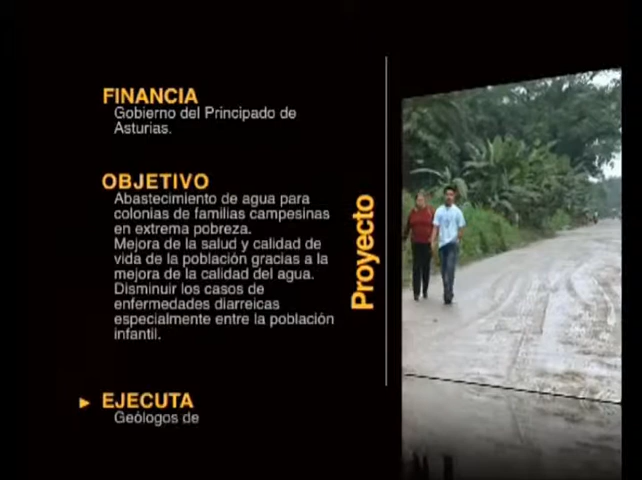 FINANCIA
Gobierno del Principado de
Asturias.
OBJETIVO
Abastecimiento de agua para
colonias de familias campesinas
en extrema pobreza.
Mejora de la salud y calidad de
vida de la población gracias a la
mejora de la calidad del agua.
Disminuir los casos de
enfermedades diarreicas
especialmente entre la población
infantil.
EJECUTA
Geólogos de
Proyecto